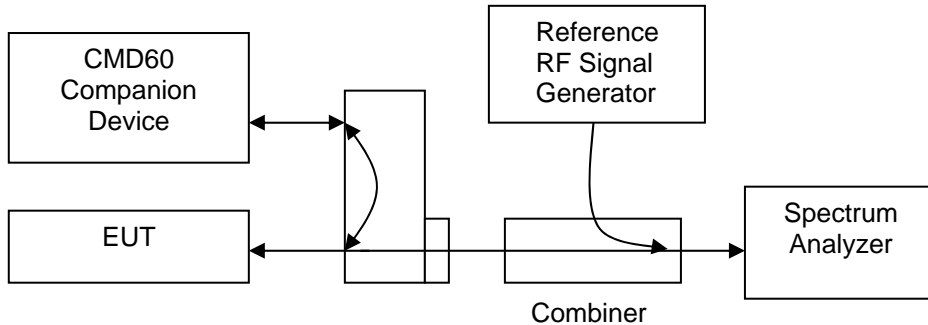 CMD60
Companion
Device
Reference
RF Signal
Generator
EUT
Spectrum
Analyzer
Combiner